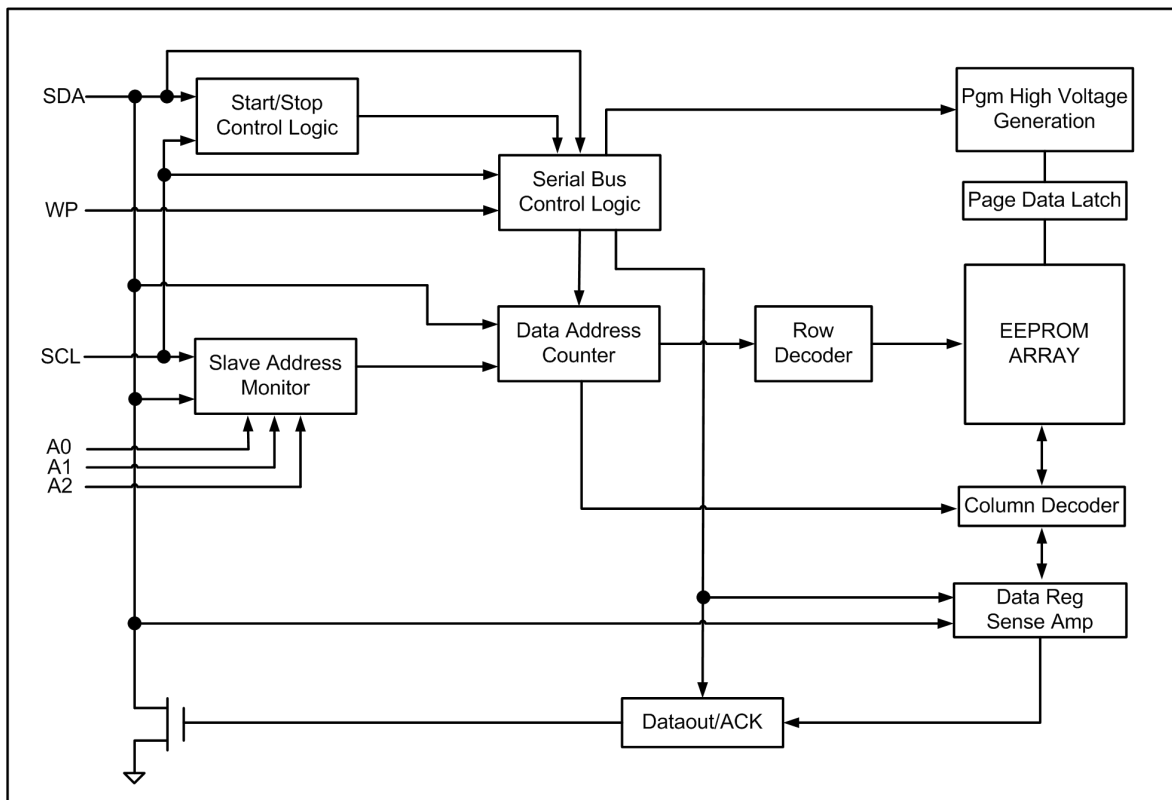 SDA
Start/Stop
Control Logic
Pgm High Voltage
Generation
WP
Serial Bus
Control Logic
Page Data Latch
SCL
Slave Address
Monitor
Data Address
Counter
Row
Decoder
EEPROM
ARRAY
A0
A1
A2
Column Decoder
Data Reg
Sense Amp
Dataout/ACK